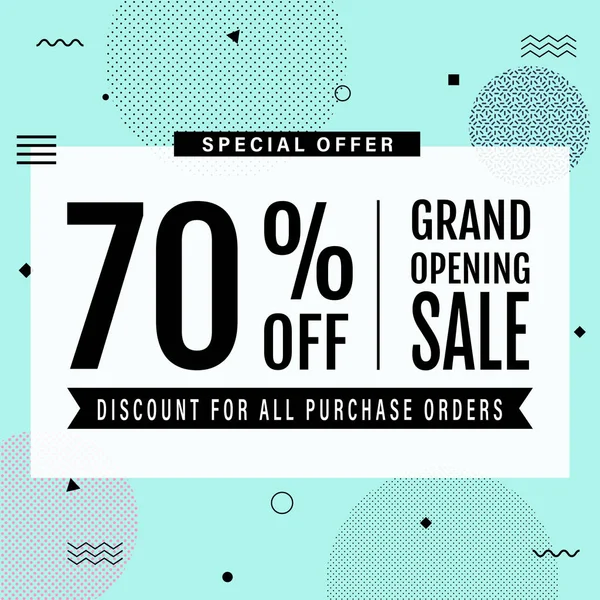 SPECIAL OFFER
70%
OFF
GRAND
OPENING
SALE
DISCOUNT FOR ALL PURCHASE ORDERS